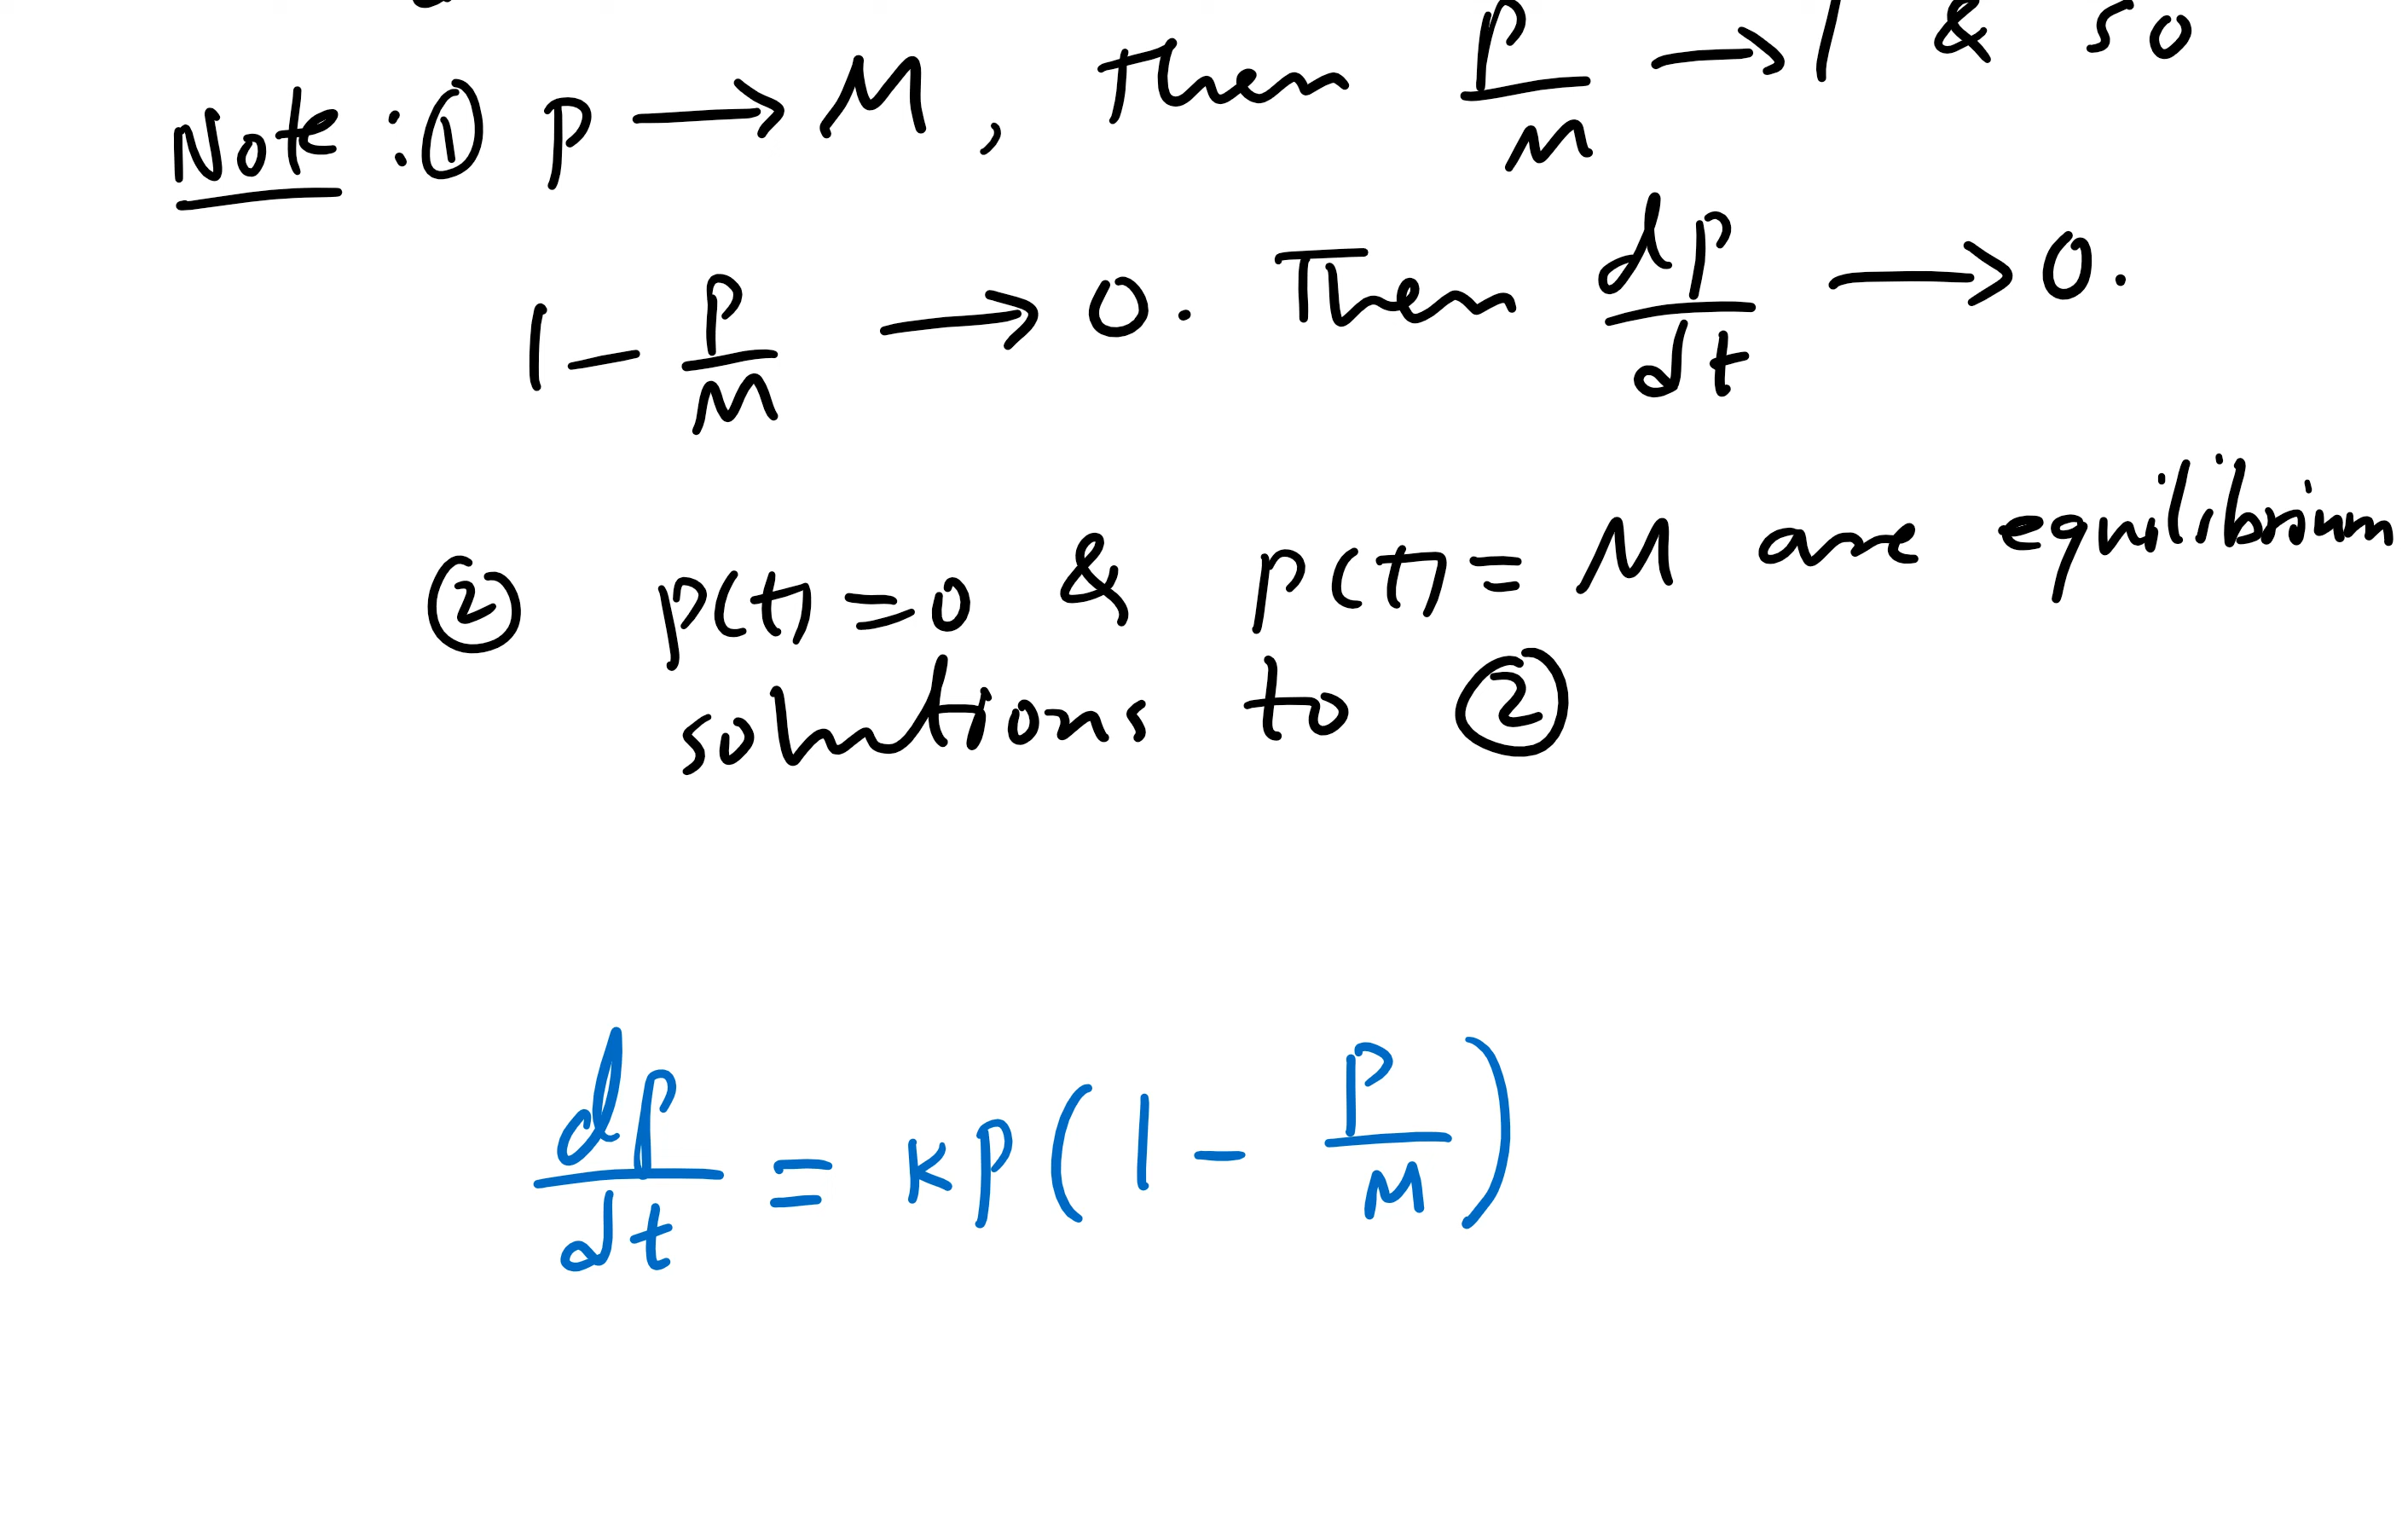 Note : ① P → M, then P/M → 1 & so
1 - P/M → 0. Then dP/dt → 0.
② P(t) = 0 & P(t) = M are equilibrium
solutions to ②
dP/dt = KP(1 - P/M)